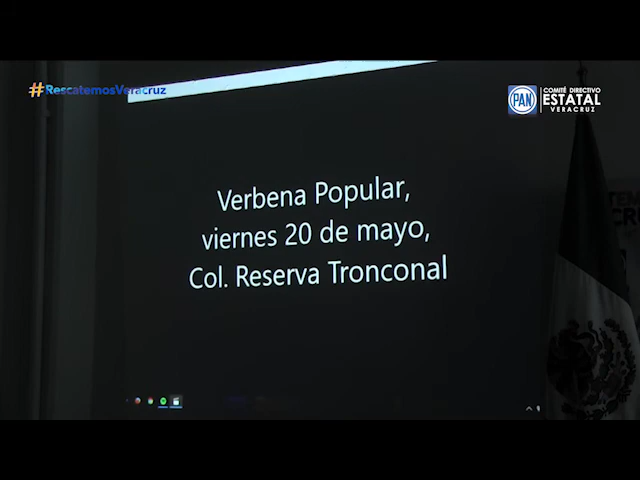 #RescatemosVeracruz
PAN
COMITÉ DIRECTIVO
ESTATAL
VERACRUZ
Verbena Popular,
viernes 20 de mayo,
Col. Reserva Tronconal